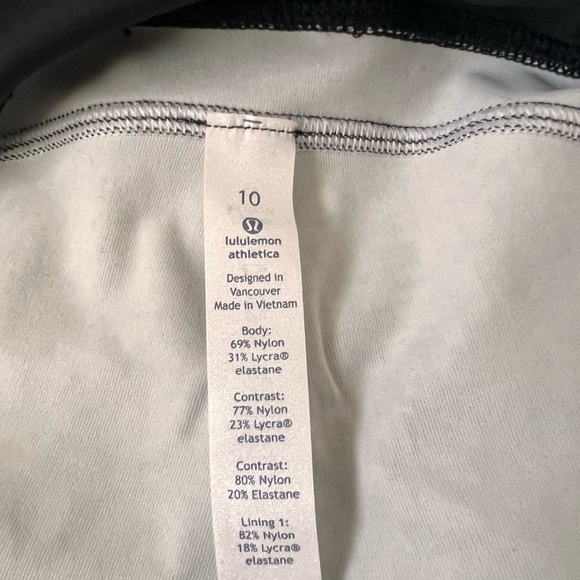 10
lululemon
athletica
Designed in
Vancouver
Made in Vietnam
Body:
69% Nylon
31% Lycra®
elastane
Contrast:
77% Nylon
23% Lycra®
elastane
Contrast:
80% Nylon
20% Elastane
Lining 1:
82% Nylon
18% Lycra®
elastane